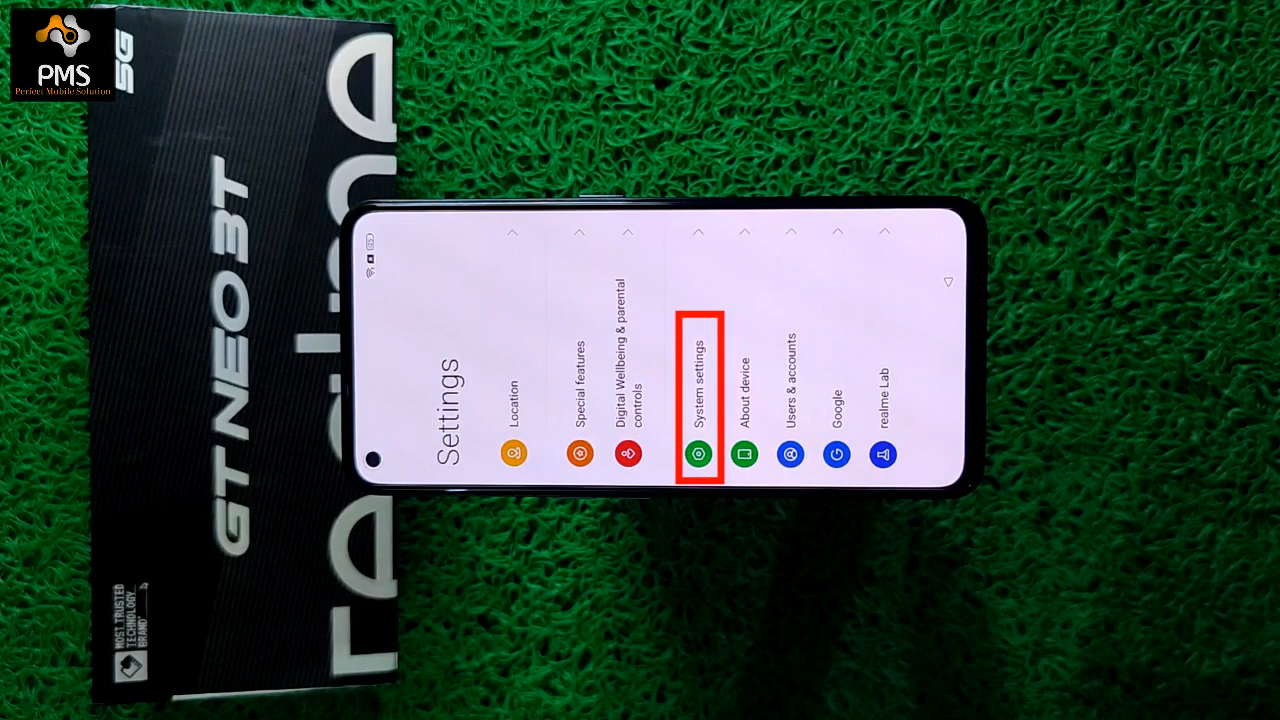 PMS
Perfect Mobile Solution
5G
GT NEO 3T
realme
MOST TRUSTED
TECHNOLOGY
BRAND
Settings
Location
Special features
Digital Wellbeing & parental
controls
System settings
About device
Users & accounts
Google
realme Lab